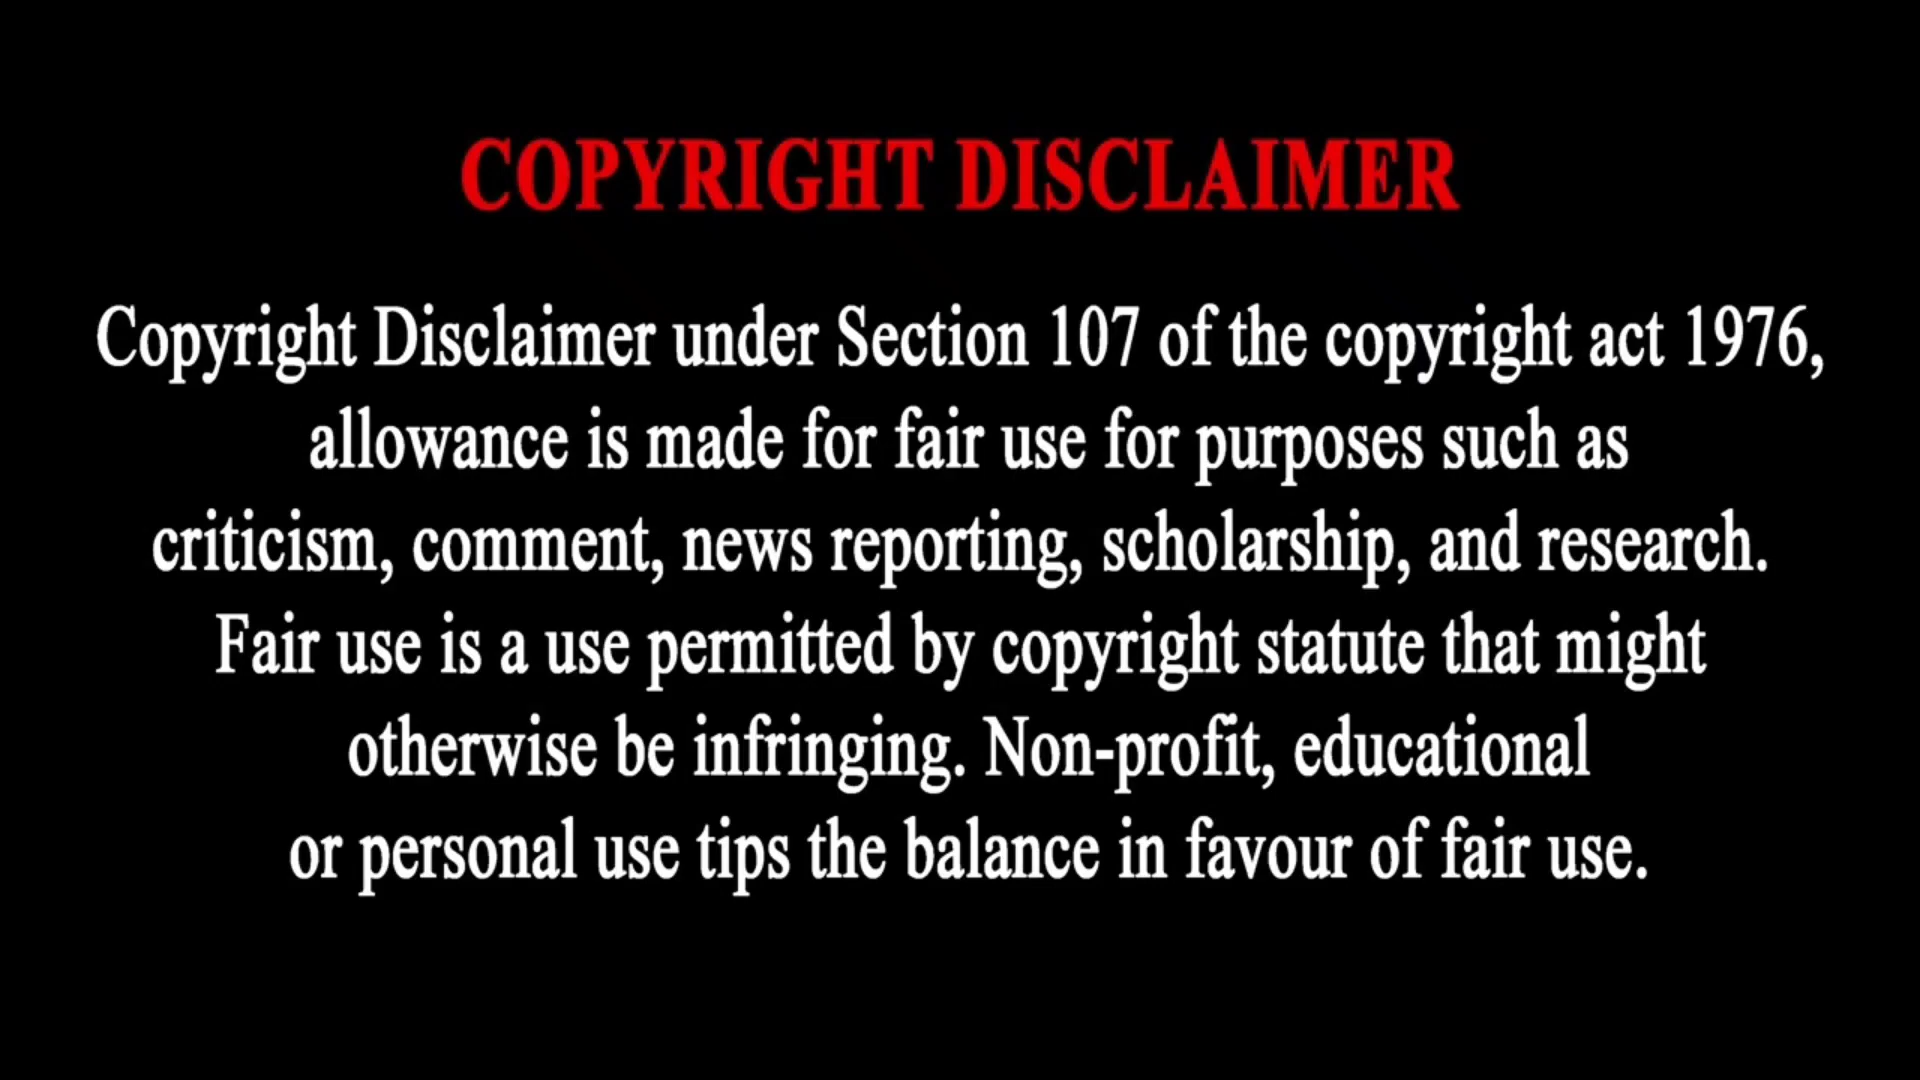 COPYRIGHT DISCLAIMER
Copyright Disclaimer under Section 107 of the copyright act 1976,
allowance is made for fair use for purposes such as
criticism, comment, news reporting, scholarship, and research.
Fair use is a use permitted by copyright statute that might
otherwise be infringing. Non-profit, educational
or personal use tips the balance in favour of fair use.